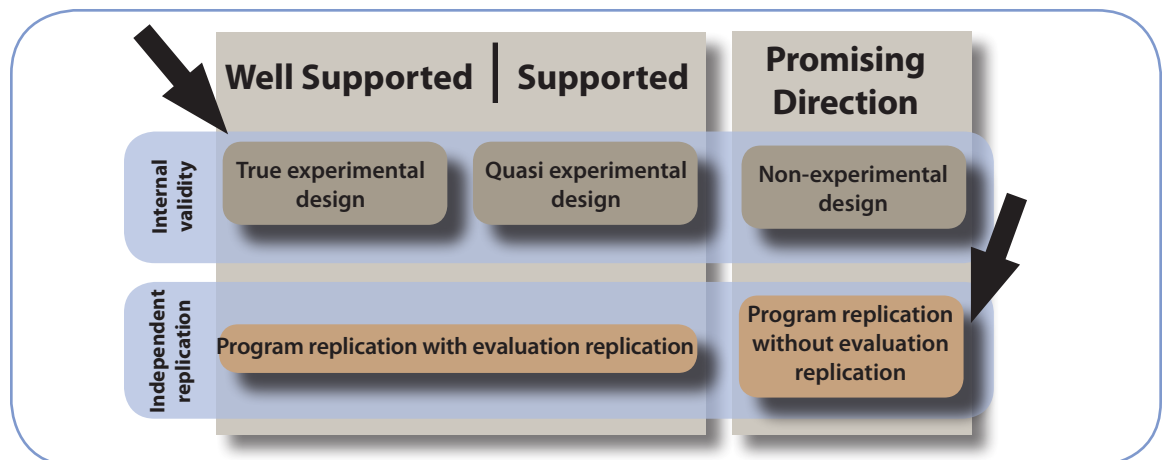 Well Supported | Supported
Promising
Direction
Internal
validity
True experimental
design
Quasi experimental
design
Non-experimental
design
Independent
replication
Program replication with evaluation replication
Program replication
without evaluation
replication